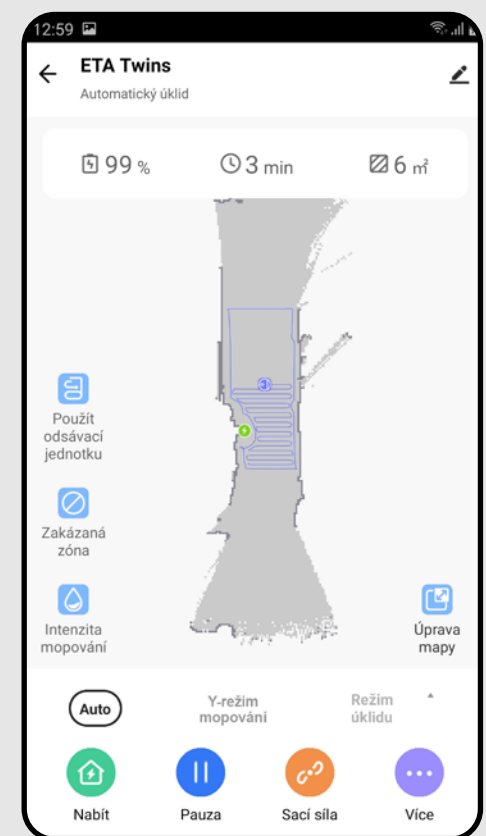 12:59
ETA Twins
Automatický úklid
99 %
3 min
6 m²
Použít
odsávací
jednotku
Zakázaná
zóna
Intenzita
mopování
Úprava
mapy
Auto
Y-režim
mopování
Režim
úklidu
Nabít
Pauza
Sací síla
Více